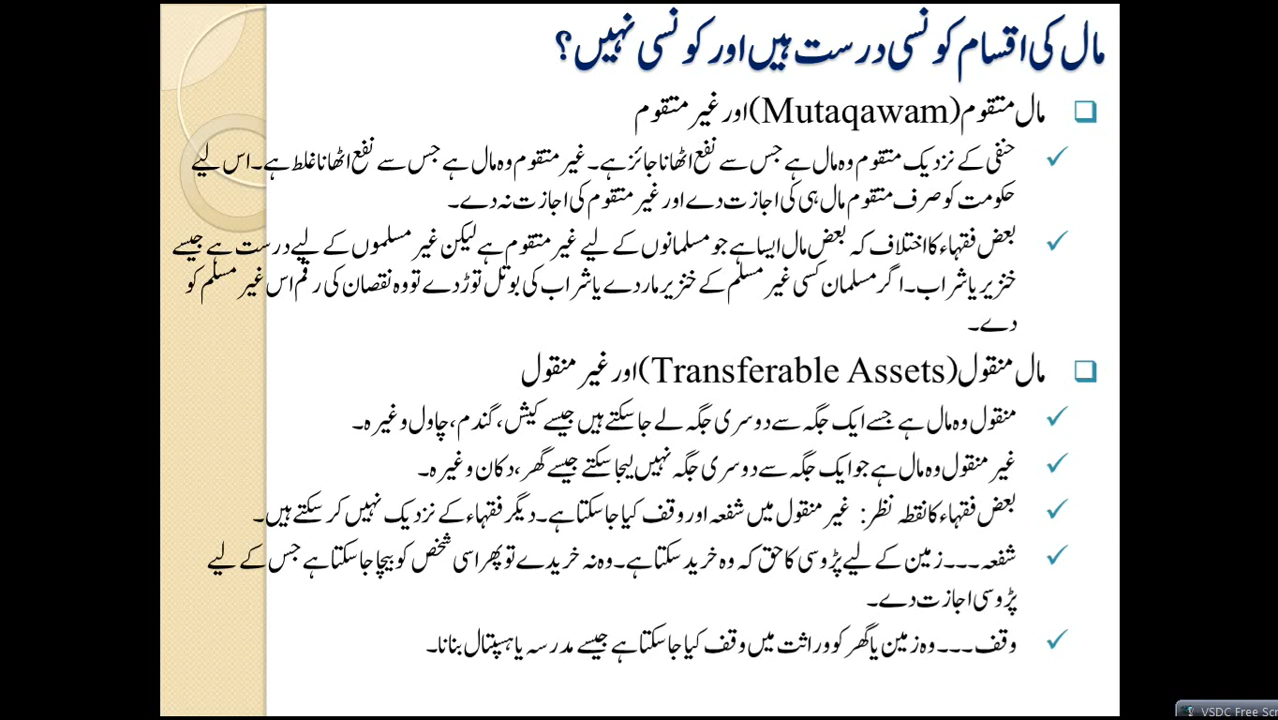 مال کی اقسام کونسی درست ہیں اور کونسی نہیں؟
مال متقوم (Mutaqawam) اور غیر متقوم
حنفی کے نزدیک متقوم وہ مال ہے جس سے نفع اٹھانا جائز ہے۔ غیر متقوم وہ مال ہے جس سے نفع اٹھانا غلط ہے۔ اس لیے
حکومت کو صرف متقوم مال ہی کی اجازت دے اور غیر متقوم کی اجازت نہ دے۔
بعض فقہاء کا اختلاف کہ بعض مال ایسا ہے جو مسلمانوں کے لیے غیر متقوم ہے لیکن غیر مسلموں کے لیے درست ہے جیسے
خنزیر یا شراب۔ اگر مسلمان کسی غیر مسلم کے خنزیر مار دے یا شراب کی بوتل توڑ دے تو وہ نقصان کی رقم اس غیر مسلم کو
دے۔
مال منقول (Transferable Assets) اور غیر منقول
منقول وہ مال ہے جسے ایک جگہ سے دوسری جگہ لے جا سکتے ہیں جیسے کیش، گندم، چاول وغیرہ۔
غیر منقول وہ مال ہے جو ایک جگہ سے دوسری جگہ نہیں لیجا سکتے جیسے گھر، دکان وغیرہ۔
بعض فقہاء کا نقطہ نظر: غیر منقول میں شفعہ اور وقف کیا جا سکتا ہے۔ دیگر فقہاء کے نزدیک نہیں کر سکتے ہیں۔
شفعہ۔۔۔ زمین کے لیے پڑوسی کا حق کہ وہ خرید سکتا ہے۔ وہ نہ خریدے تو پھر اسی شخص کو بیچا جا سکتا ہے جس کے لیے
پڑوسی اجازت دے۔
وقف۔۔۔ وہ زمین یا گھر کو وراثت میں وقف کیا جا سکتا ہے جیسے مدرسہ یا ہسپتال بنانا۔
VSDC Free Scr